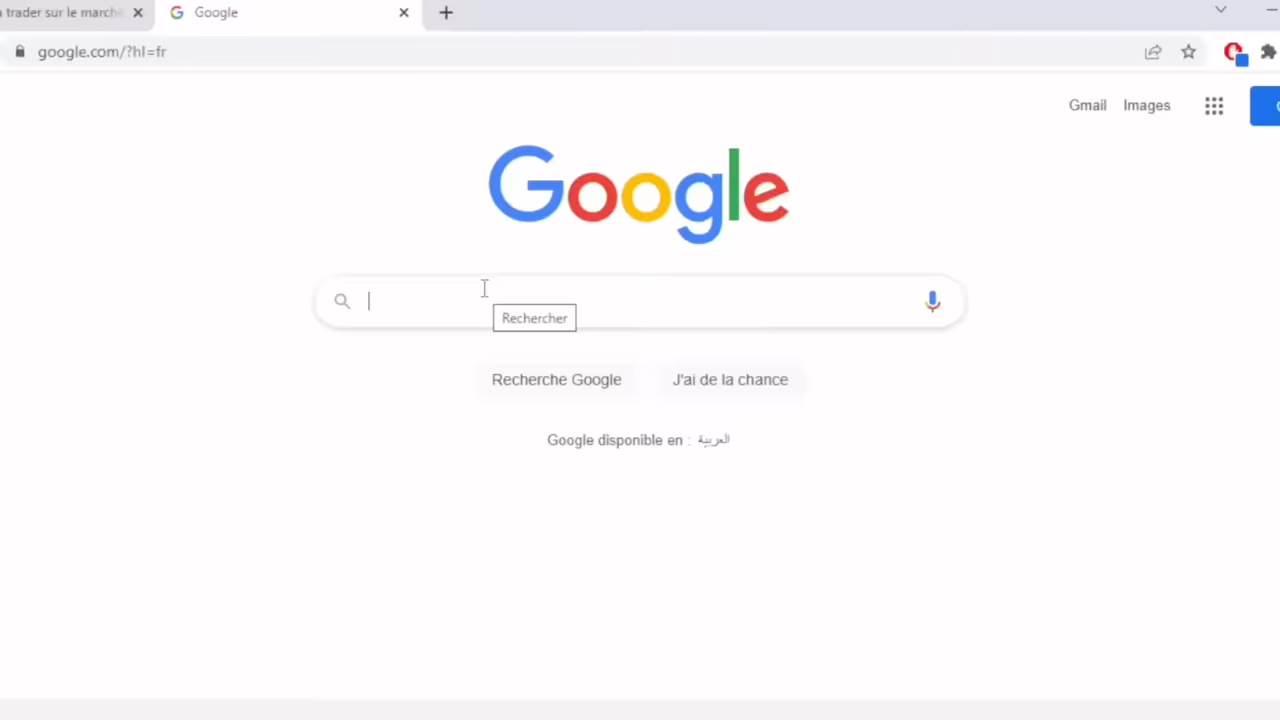 trader sur le marché
Google
google.com/?hl=fr
Gmail Images
Google
Rechercher
Recherche Google J'ai de la chance
Google disponible en : العربية